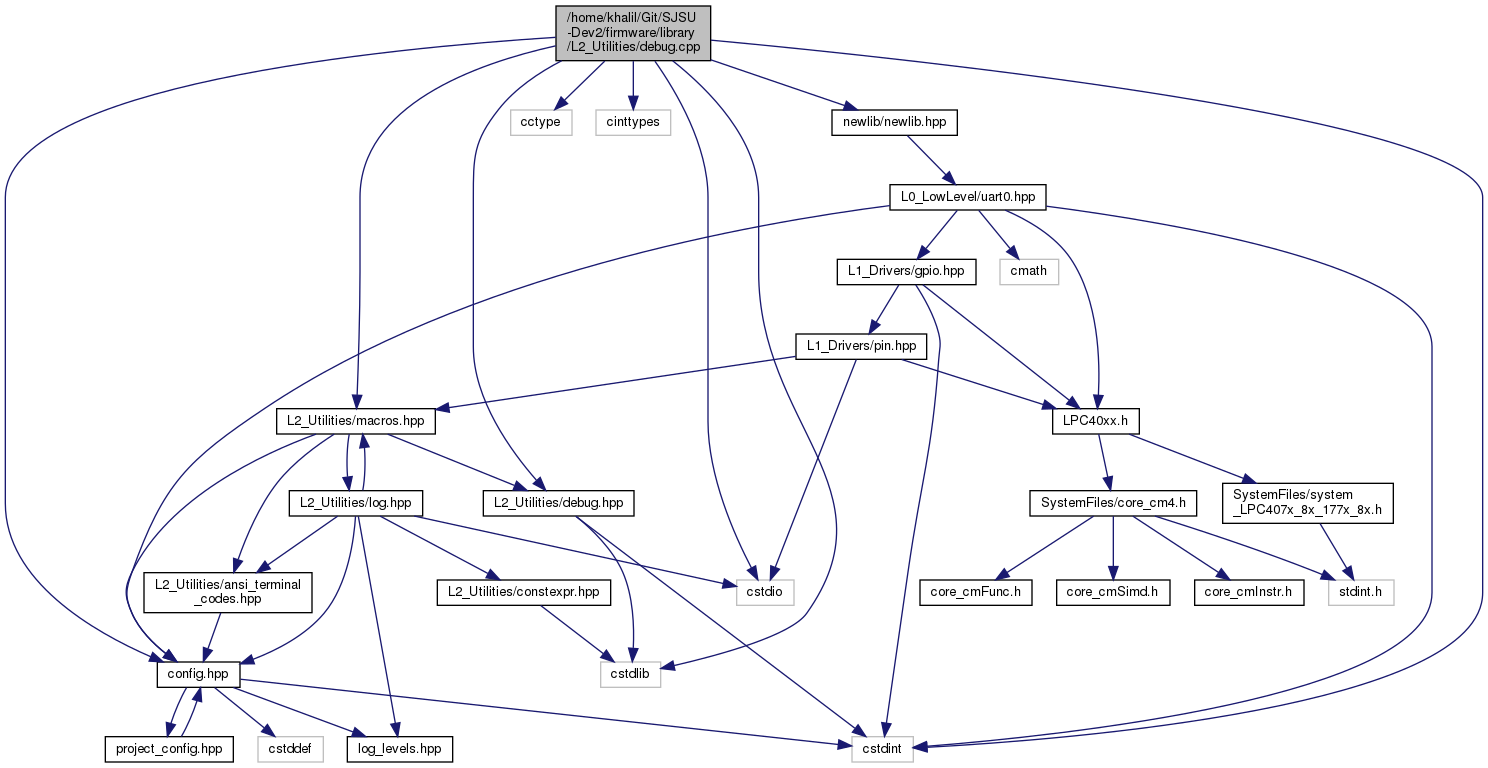 /home/khalil/Git/SJSU
-Dev2/firmware/library
/L2_Utilities/debug.cpp
cctype
cinttypes
newlib/newlib.hpp
L0_LowLevel/uart0.hpp
L1_Drivers/gpio.hpp
cmath
L1_Drivers/pin.hpp
L2_Utilities/macros.hpp
LPC40xx.h
L2_Utilities/log.hpp
L2_Utilities/debug.hpp
SystemFiles/core_cm4.h
SystemFiles/system
_LPC407x_8x_177x_8x.h
L2_Utilities/ansi_terminal
_codes.hpp
L2_Utilities/constexpr.hpp
cstdio
core_cmFunc.h
core_cmSimd.h
core_cmInstr.h
stdint.h
config.hpp
cstdlib
project_config.hpp
cstddef
log_levels.hpp
cstdint